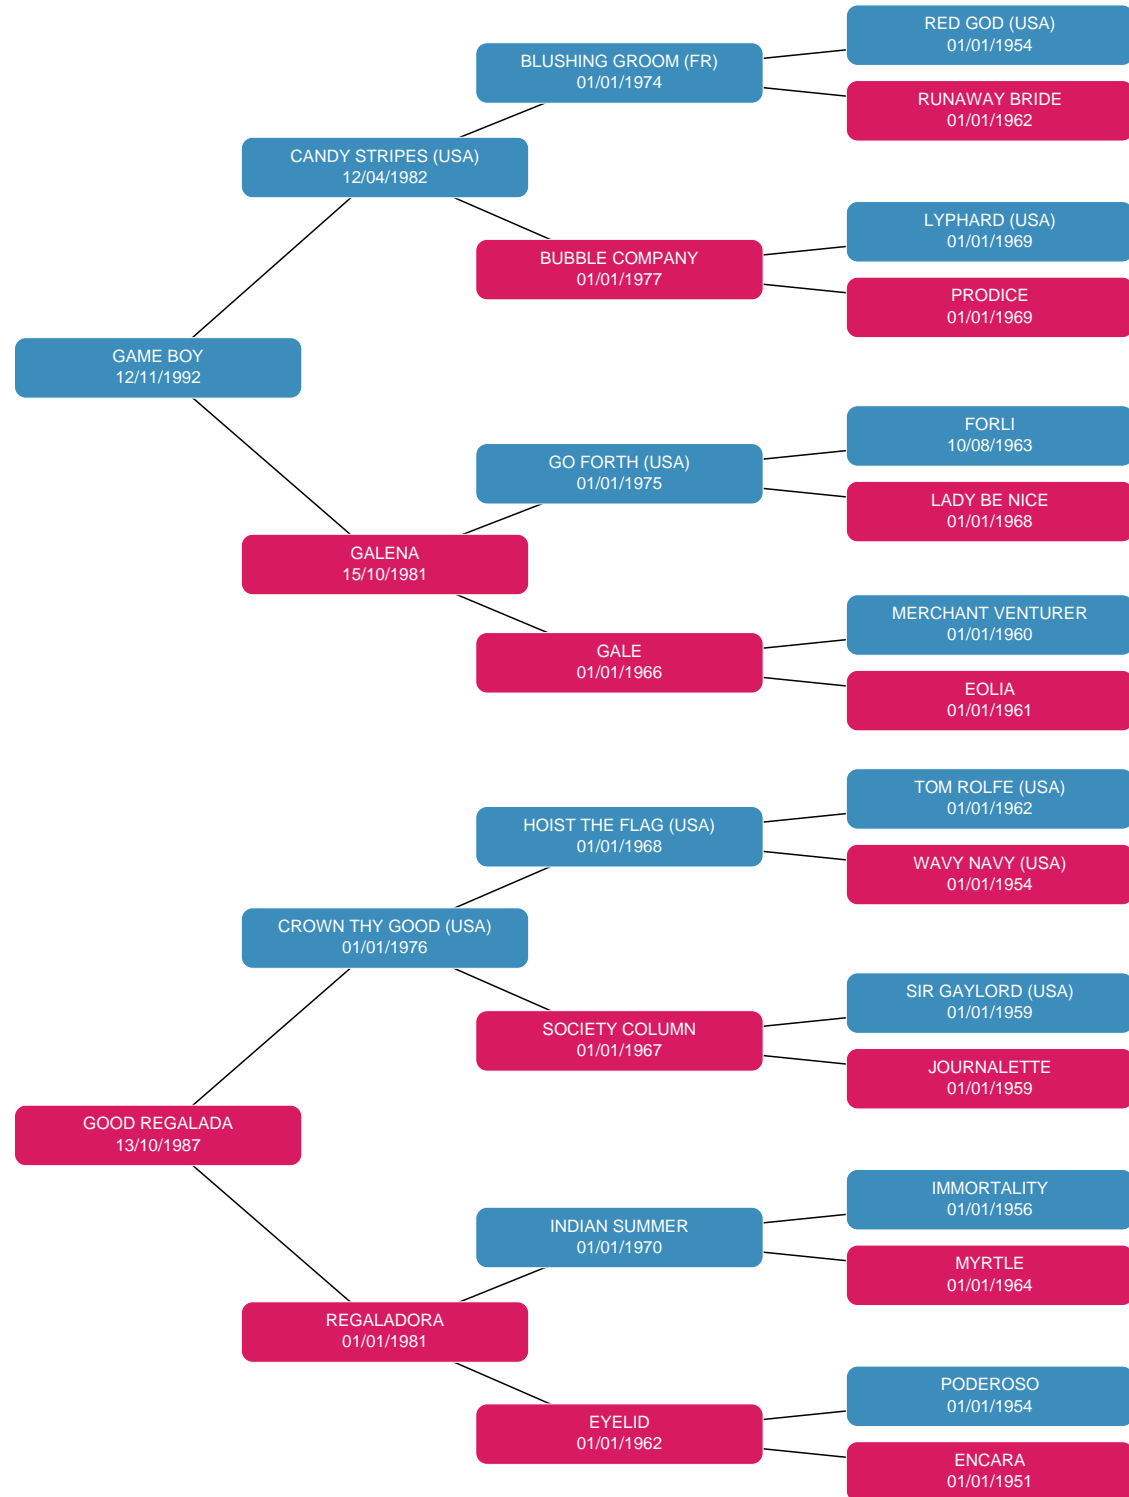 RED GOD (USA)
01/01/1954
BLUSHING GROOM (FR)
01/01/1974
RUNAWAY BRIDE
01/01/1962
CANDY STRIPES (USA)
12/04/1982
LYPHARD (USA)
01/01/1969
BUBBLE COMPANY
01/01/1977
PRODICE
01/01/1969
GAME BOY
12/11/1992
FORLI
10/08/1963
GO FORTH (USA)
01/01/1975
LADY BE NICE
01/01/1968
GALENA
15/10/1981
MERCHANT VENTURER
01/01/1960
GALE
01/01/1966
EOLIA
01/01/1961
TOM ROLFE (USA)
01/01/1962
HOIST THE FLAG (USA)
01/01/1968
WAVY NAVY (USA)
01/01/1954
CROWN THY GOOD (USA)
01/01/1976
SIR GAYLORD (USA)
01/01/1959
SOCIETY COLUMN
01/01/1967
JOURNALETTE
01/01/1959
GOOD REGALADA
13/10/1987
IMMORTALITY
01/01/1956
INDIAN SUMMER
01/01/1970
MYRTLE
01/01/1964
REGALADORA
01/01/1981
PODEROSO
01/01/1954
EYELID
01/01/1962
ENCARA
01/01/1951